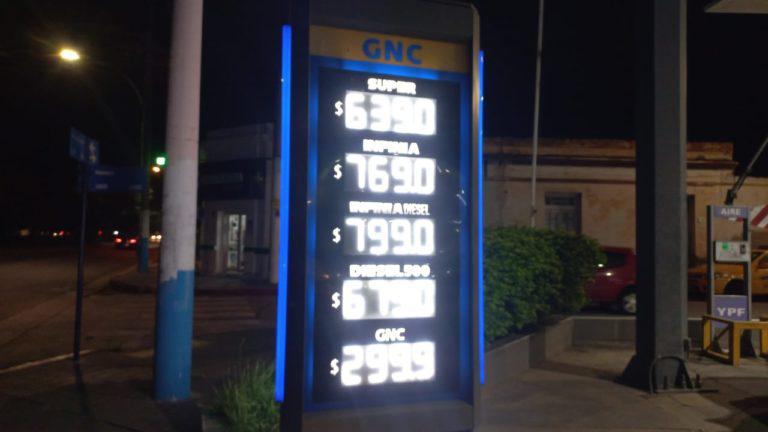 GNC
SUPER
$ 639.0
INFINIA
$ 769.0
INFINIA DIESEL
$ 799.0
DIESEL 500
$ 679.0
GNC
$ 299.9
AIRE
YPF